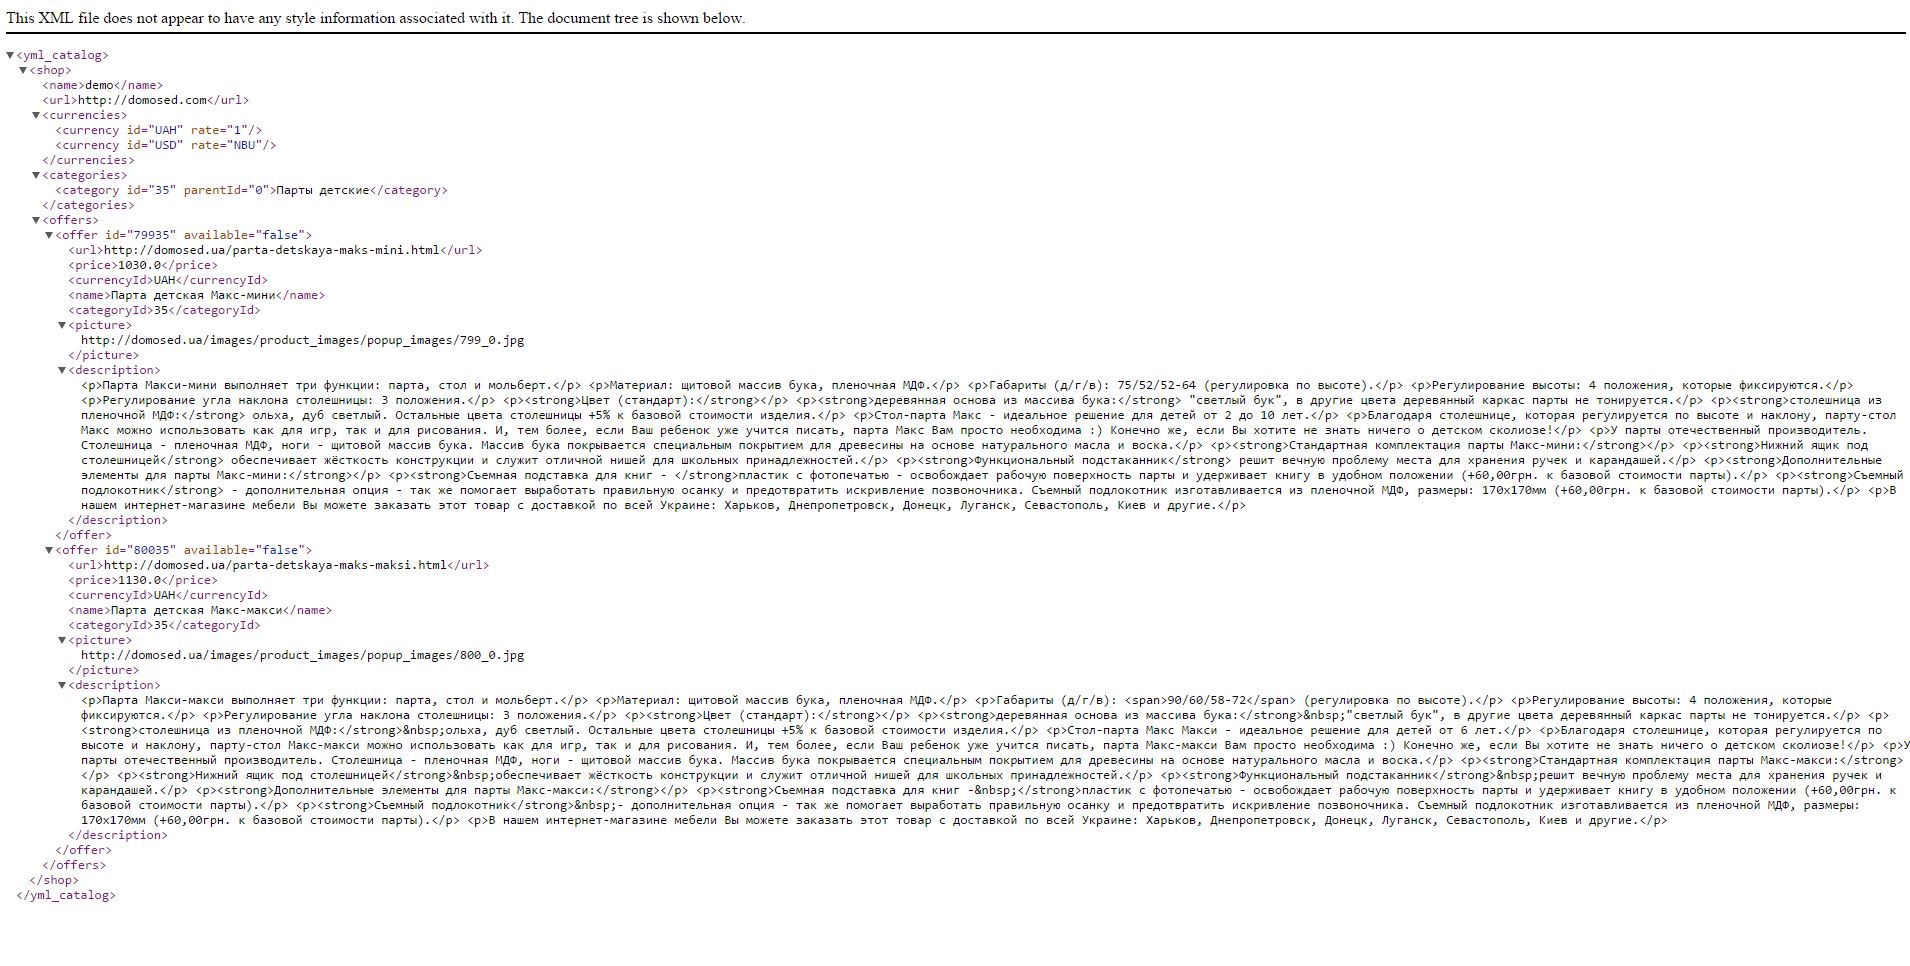 This XML file does not appear to have any style information associated with it. The document tree is shown below.
▼<yml_catalog>
▼<shop>
<name>demo</name>
<url>http://domosed.com</url>
▼<currencies>
<currency id="UAH" rate="1"/>
<currency id="USD" rate="NBU"/>
</currencies>
▼<categories>
<category id="35" parentId="0">Парты детские</category>
</categories>
▼<offers>
▼<offer id="79935" available="false">
<url>http://domosed.ua/parta-detskaya-maks-mini.html</url>
<price>1030.0</price>
<currencyId>UAH</currencyId>
<name>Парта детская Макс-мини</name>
<categoryId>35</categoryId>
▼<picture>
http://domosed.ua/images/product_images/popup_images/799_0.jpg
</picture>
▼<description>
<p>Парта Макси-мини выполняет три функции: парта, стол и мольберт.</p> <p>Материал: щитовой массив бука, пленочная МДФ.</p> <p>Габариты (д/г/в): 75/52/52-64 (регулировка по высоте).</p> <p>Регулирование высоты: 4 положения, которые фиксируются.</p>
<p>Регулирование угла наклона столешницы: 3 положения.</p> <p><strong>Цвет (стандарт):</strong></p> <p><strong>деревянная основа из массива бука:</strong> "светлый бук", в другие цвета деревянный каркас парты не тонируется.</p> <p><strong>столешница из
пленочной МДФ:</strong> ольха, дуб светлый. Остальные цвета столешницы +5% к базовой стоимости изделия.</p> <p>Стол-парта Макс - идеальное решение для детей от 2 до 10 лет.</p> <p>Благодаря столешнице, которая регулируется по высоте и наклону, парту-стол
Макс можно использовать как для игр, так и для рисования. И, тем более, если Ваш ребенок уже учится писать, парта Макс Вам просто необходима :) Конечно же, если Вы хотите не знать ничего о детском сколиозе!</p> <p>У парты отечественный производитель.
Столешница - пленочная МДФ, ноги - щитовой массив бука. Массив бука покрывается специальным покрытием для древесины на основе натурального масла и воска.</p> <p><strong>Стандартная комплектация парты Макс-мини:</strong></p> <p><strong>Нижний ящик под
столешницей</strong> обеспечивает жёсткость конструкции и служит отличной нишей для школьных принадлежностей.</p> <p><strong>Функциональный подстаканник</strong> решит вечную проблему места для хранения ручек и карандашей.</p> <p><strong>Дополнительные
элементы для парты Макс-мини:</strong></p> <p><strong>Съемная подставка для книг - </strong>пластик с фотопечатью - освобождает рабочую поверхность парты и удерживает книгу в удобном положении (+60,00грн. к базовой стоимости парты).</p> <p><strong>Съемный
подлокотник</strong> - дополнительная опция - так же помогает выработать правильную осанку и предотвратить искривление позвоночника. Съемный подлокотник изготавливается из пленочной МДФ, размеры: 170х170мм (+60,00грн. к базовой стоимости парты).</p> <p>В
нашем интернет-магазине мебели Вы можете заказать этот товар с доставкой по всей Украине: Харьков, Днепропетровск, Донецк, Луганск, Севастополь, Киев и другие.</p>
</description>
</offer>
▼<offer id="80035" available="false">
<url>http://domosed.ua/parta-detskaya-maks-maksi.html</url>
<price>1130.0</price>
<currencyId>UAH</currencyId>
<name>Парта детская Макс-макси</name>
<categoryId>35</categoryId>
▼<picture>
http://domosed.ua/images/product_images/popup_images/800_0.jpg
</picture>
▼<description>
<p>Парта Макси-макси выполняет три функции: парта, стол и мольберт.</p> <p>Материал: щитовой массив бука, пленочная МДФ.</p> <p>Габариты (д/г/в): <span>90/60/58-72</span> (регулировка по высоте).</p> <p>Регулирование высоты: 4 положения, которые
фиксируются.</p> <p>Регулирование угла наклона столешницы: 3 положения.</p> <p><strong>Цвет (стандарт):</strong></p> <p><strong>деревянная основа из массива бука:</strong>&nbsp;"светлый бук", в другие цвета деревянный каркас парты не тонируется.</p> <p>
<strong>столешница из пленочной МДФ:</strong>&nbsp;ольха, дуб светлый. Остальные цвета столешницы +5% к базовой стоимости изделия.</p> <p>Стол-парта Макс Макси - идеальное решение для детей от 6 лет.</p> <p>Благодаря столешнице, которая регулируется по
высоте и наклону, парту-стол Макс-макси можно использовать как для игр, так и для рисования. И, тем более, если Ваш ребенок уже учится писать, парта Макс-макси Вам просто необходима :) Конечно же, если Вы хотите не знать ничего о детском сколиозе!</p> <p>У
парты отечественный производитель. Столешница - пленочная МДФ, ноги - щитовой массив бука. Массив бука покрывается специальным покрытием для древесины на основе натурального масла и воска.</p> <p><strong>Стандартная комплектация парты Макс-макси:</strong>
</p> <p><strong>Нижний ящик под столешницей</strong>&nbsp;обеспечивает жёсткость конструкции и служит отличной нишей для школьных принадлежностей.</p> <p><strong>Функциональный подстаканник</strong>&nbsp;решит вечную проблему места для хранения ручек и
карандашей.</p> <p><strong>Дополнительные элементы для парты Макс-макси:</strong></p> <p><strong>Съемная подставка для книг -&nbsp;</strong>пластик с фотопечатью - освобождает рабочую поверхность парты и удерживает книгу в удобном положении (+60,00грн. к
базовой стоимости парты).</p> <p><strong>Съемный подлокотник</strong>&nbsp;- дополнительная опция - так же помогает выработать правильную осанку и предотвратить искривление позвоночника. Съемный подлокотник изготавливается из пленочной МДФ, размеры:
170х170мм (+60,00грн. к базовой стоимости парты).</p> <p>В нашем интернет-магазине мебели Вы можете заказать этот товар с доставкой по всей Украине: Харьков, Днепропетровск, Донецк, Луганск, Севастополь, Киев и другие.</p>
</description>
</offer>
</offers>
</shop>
</yml_catalog>